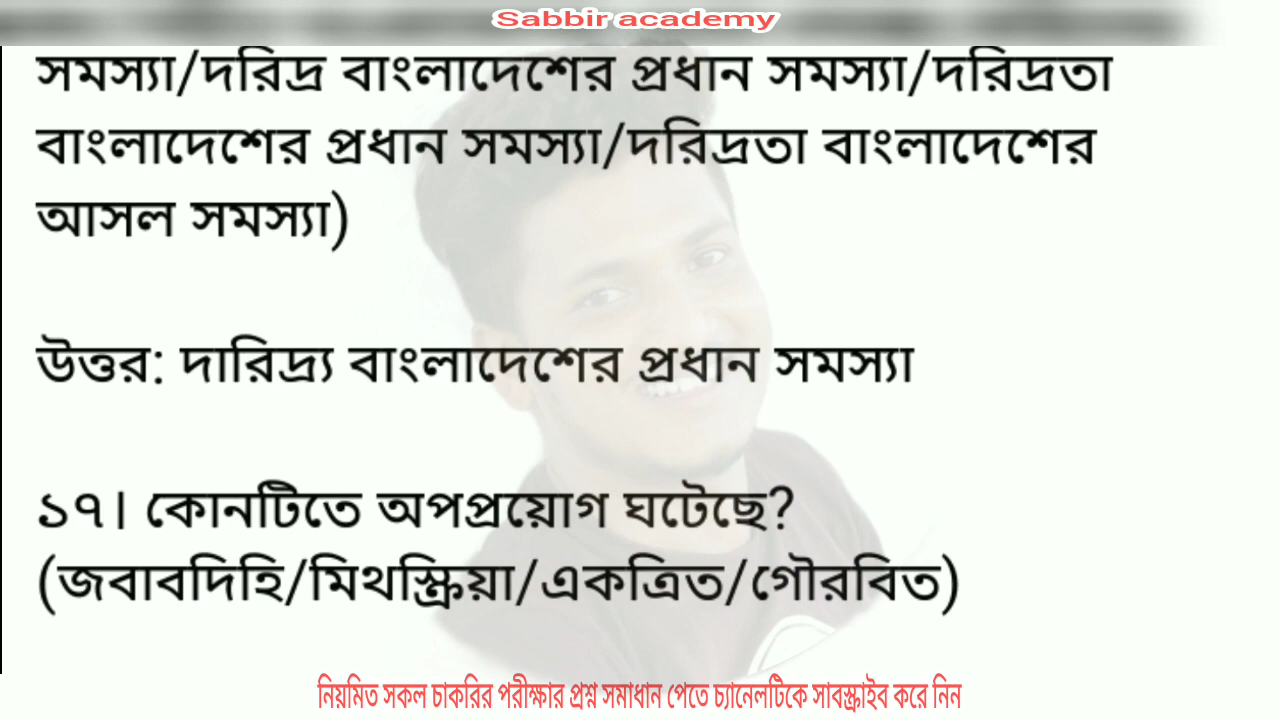 Sabbir academy
সমস্যা/দরিদ্র বাংলাদেশের প্রধান সমস্যা/দরিদ্রতা
বাংলাদেশের প্রধান সমস্যা/দরিদ্রতা বাংলাদেশের
আসল সমস্যা)
উত্তর: দারিদ্র্য বাংলাদেশের প্রধান সমস্যা
১৭। কোনটিতে অপপ্রয়োগ ঘটেছে?
(জবাবদিহি/মিথস্ক্রিয়া/একত্রিত/গৌরবিত)
নিয়মিত সকল চাকরির পরীক্ষার প্রশ্ন সমাধান পেতে চ্যানেলটিকে সাবস্ক্রাইব করে নিন